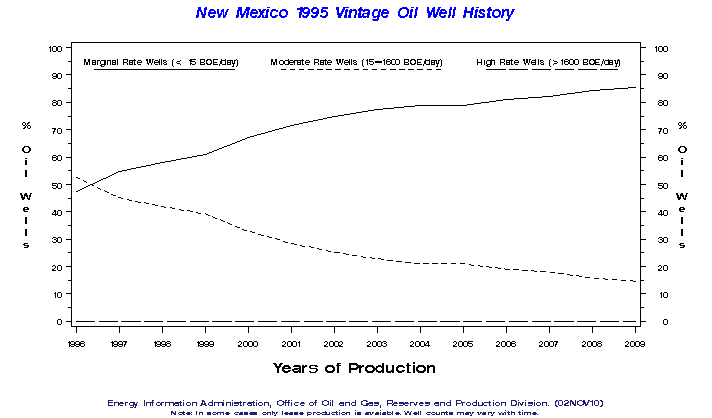 New Mexico 1995 Vintage Oil Well History
Marginal Rate Wells (< 15 BOE/day)
Moderate Rate Wells (15-1600 BOE/day)
High Rate Wells (>1600 BOE/day)
100 100
90 90
80 80
70 70
60 60
50 50
40 40
30 30
20 20
10 10
0 0
% Oil Wells
% Oil Wells
1996 1997 1998 1999 2000 2001 2002 2003 2004 2005 2006 2007 2008 2009
Years of Production
Energy Information Administration, Office of Oil and Gas, Reserves and Production Division. (02NOV10)
Note: In some cases only lease production is avaiable. Well counts may vary with time.